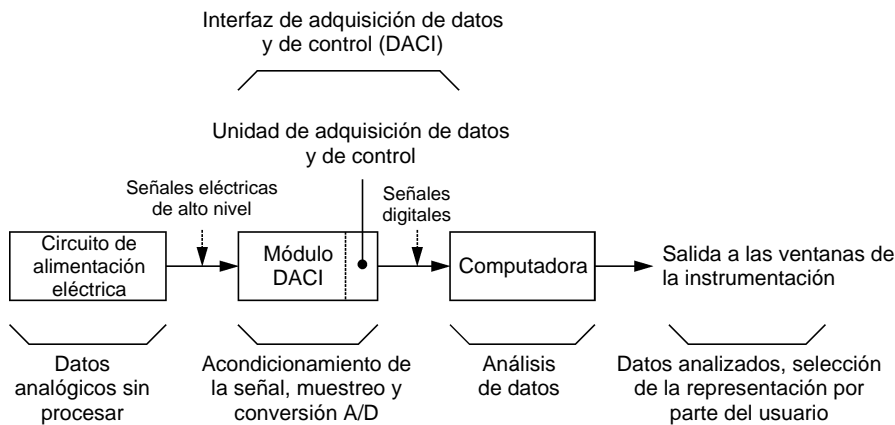 Interfaz de adquisición de datos
y de control (DACI)
Unidad de adquisición de datos
y de control
Señales eléctricas
de alto nivel
Señales
digitales
Circuito de
alimentación
eléctrica
Módulo
DACI
Computadora
Salida a las ventanas de
la instrumentación
Datos
analógicos sin
procesar
Acondicionamiento de
la señal, muestreo y
conversión A/D
Análisis
de datos
Datos analizados, selección
de la representación por
parte del usuario